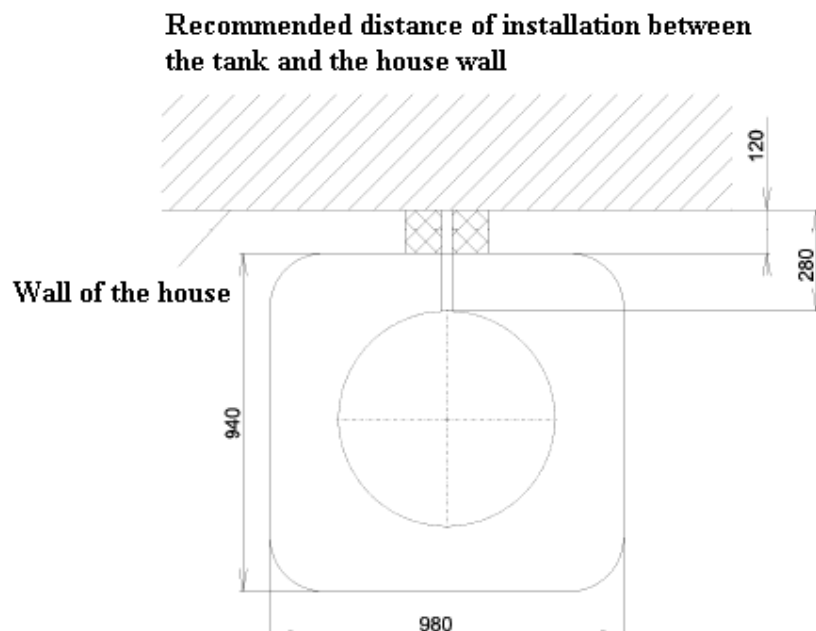 Recommended distance of installation between
the tank and the house wall
120
280
Wall of the house
940
980